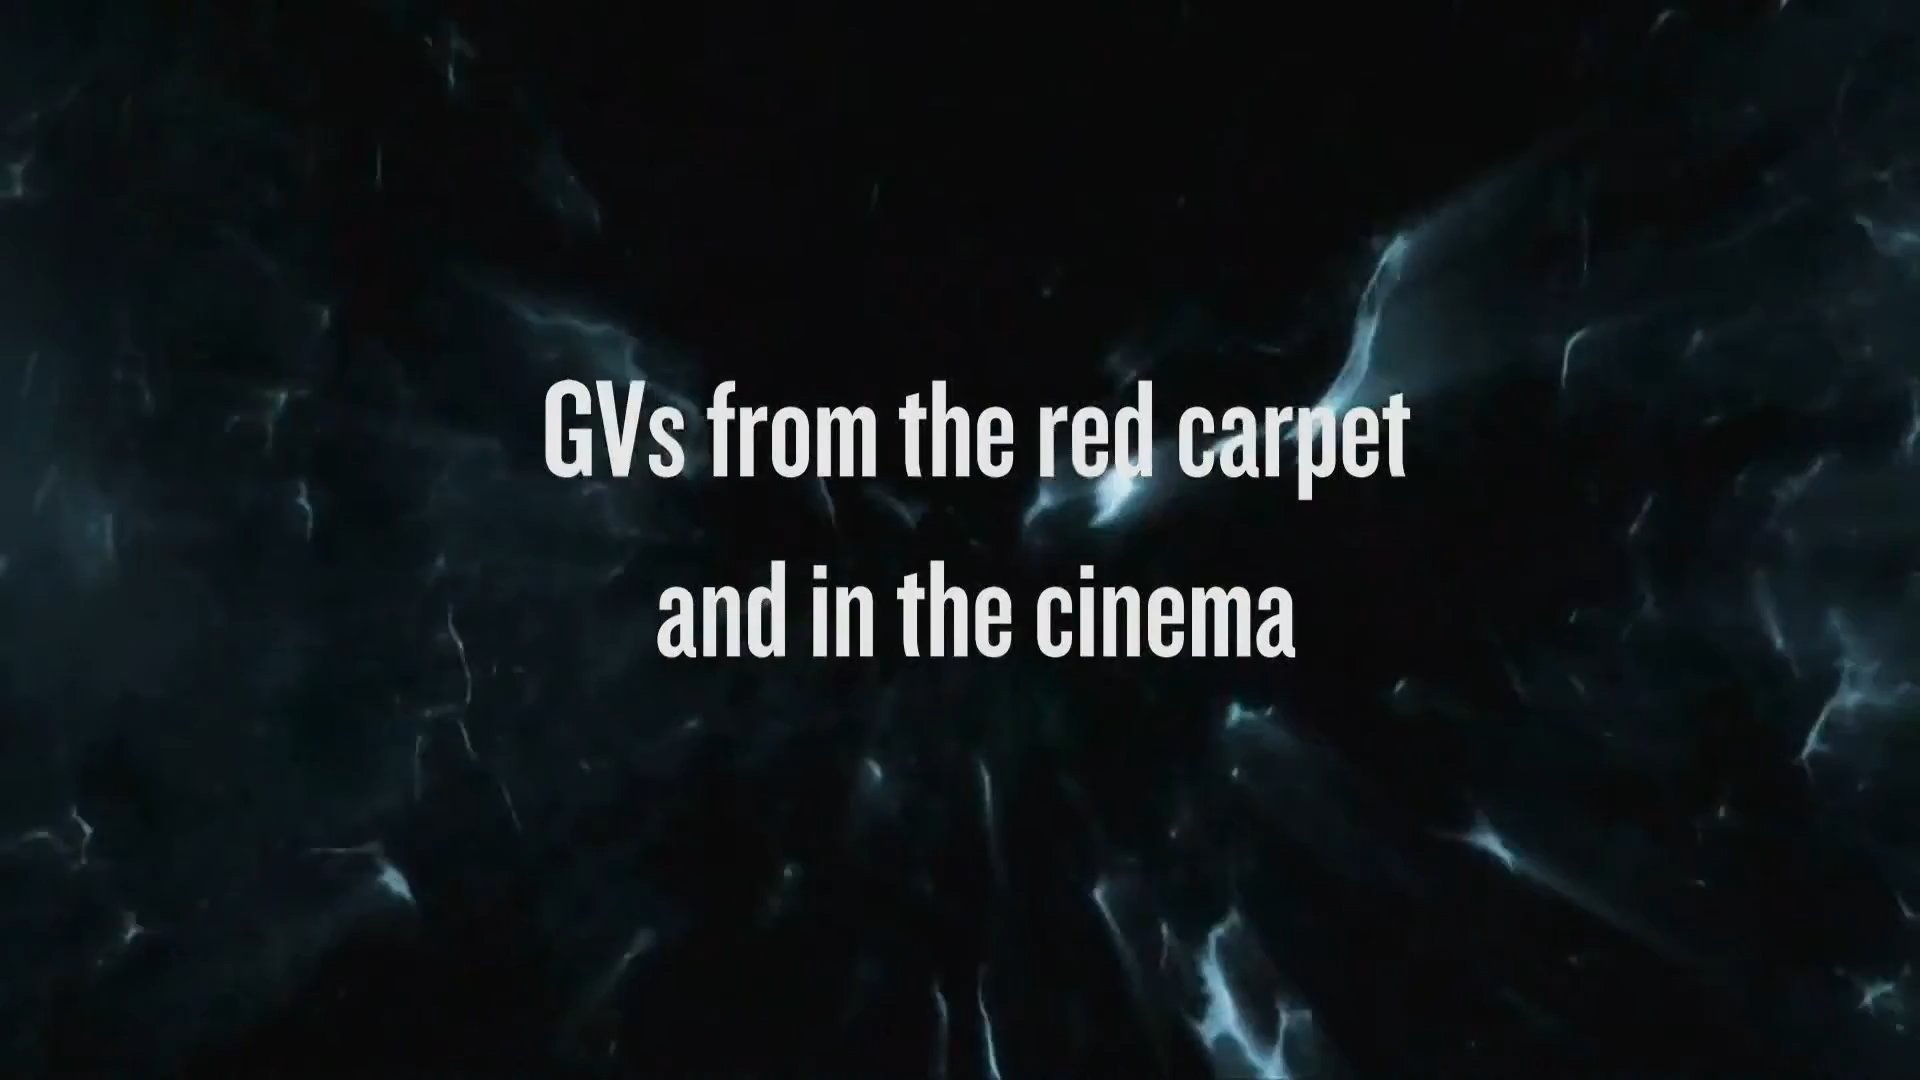 GVs from the red carpet
and in the cinema